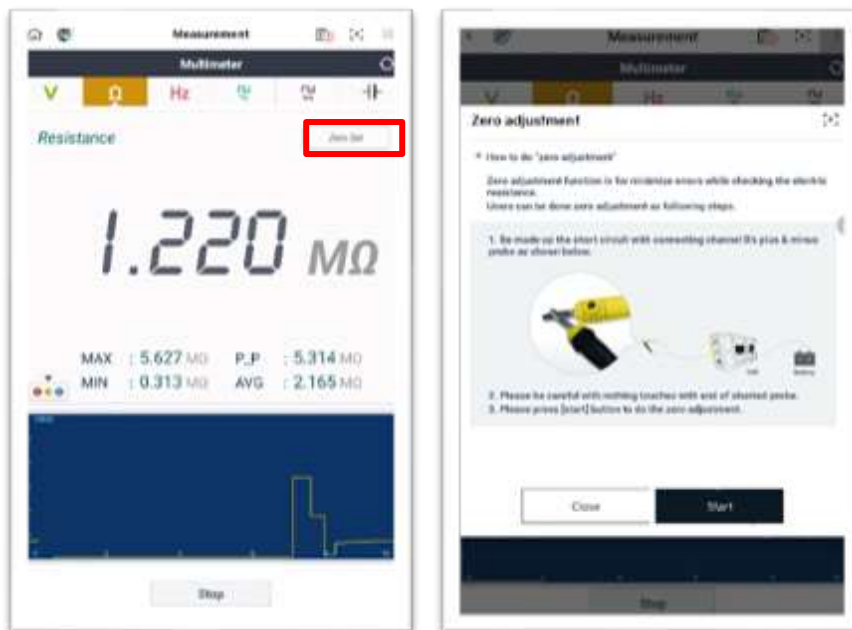 Measurement
Multimeter
V Ω Hz
Resistance
Zero Set
1.220 MΩ
MAX : 5.627 MΩ P_P : 5.314 MΩ
MIN : 0.313 MΩ AVG : 2.165 MΩ
Stop
Measurement
Multimeter
V Ω Hz
Zero adjustment
* How to do "zero adjustment"
Zero adjustment function is for minimize errors while checking the electric
resistance.
Users can be done zero adjustment as following steps.
1. Be made up the short circuit with connecting channel B's plus & minus
probe as shown below.
Battery
2. Please be careful with nothing touches with end of shorted probe.
3. Please press [start] button to do the zero adjustment.
Close Start
Stop